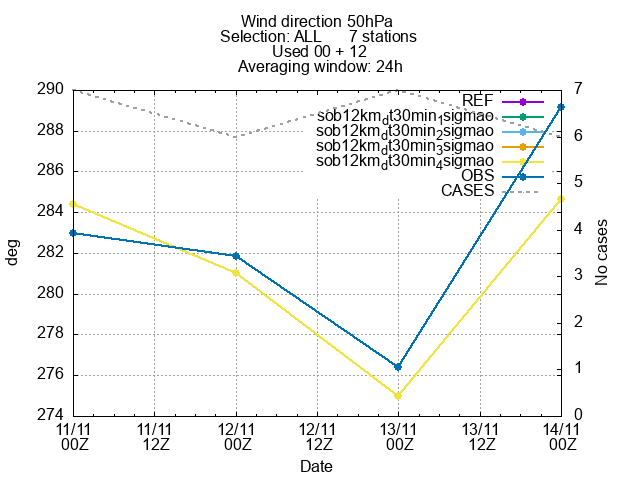 Wind direction 50hPa
Selection: ALL 7 stations
Used 00 + 12
Averaging window: 24h
290
288
286
284
282
280
278
276
274
deg
7
6
5
4
3
2
1
0
No cases
REF
sob12km_dt30min_1sigmao
sob12km_dt30min_2sigmao
sob12km_dt30min_3sigmao
sob12km_dt30min_4sigmao
OBS
CASES
11/11 11/11 12/11 12/11 13/11 13/11 14/11
00Z 12Z 00Z 12Z 00Z 12Z 00Z
Date